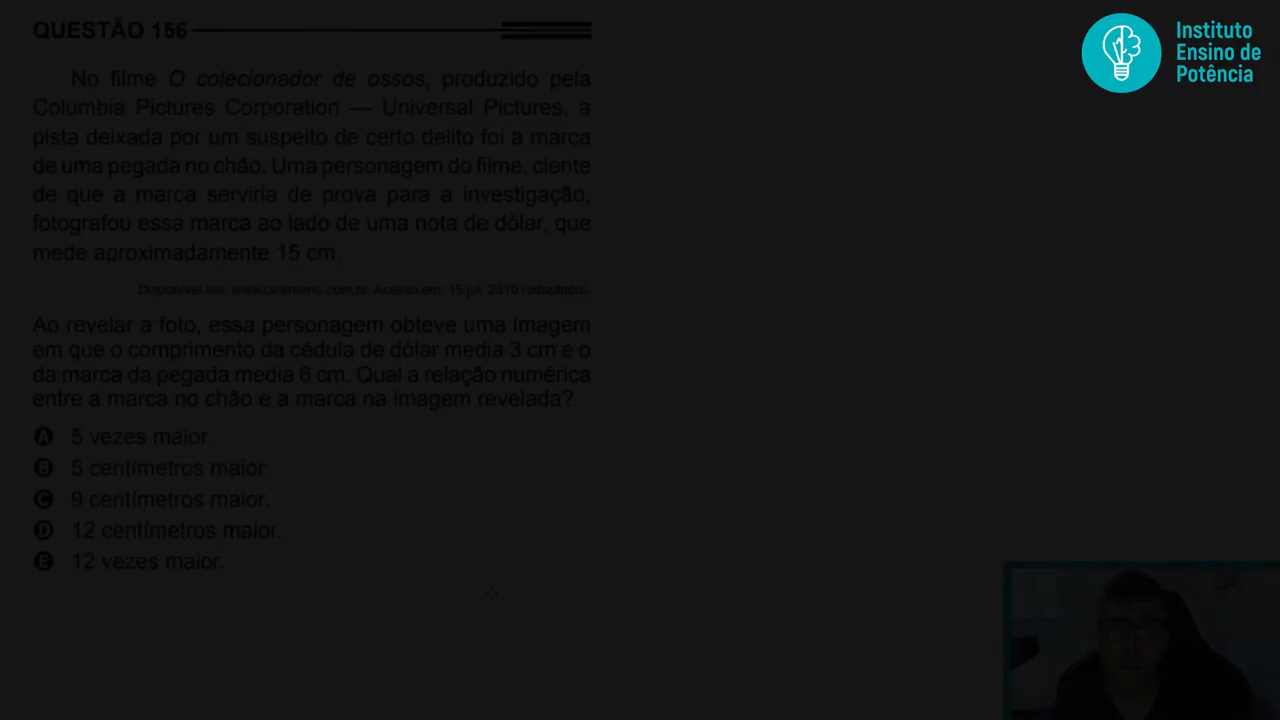 QUESTÃO 156
Instituto
Ensino de
Potência
No filme O colecionador de ossos, produzido pela
Columbia Pictures Corporation — Universal Pictures, a
pista deixada por um suspeito de certo delito foi a marca
de uma pegada no chão. Uma personagem do filme, ciente
de que a marca serviria de prova para a investigação,
fotografou essa marca ao lado de uma nota de dólar, que
mede aproximadamente 15 cm.
Disponível em: www.cinemenu.com.br. Acesso em: 15 jul. 2010 (adaptado).
Ao revelar a foto, essa personagem obteve uma imagem
em que o comprimento da cédula de dólar media 3 cm e o
da marca da pegada media 6 cm. Qual a relação numérica
entre a marca no chão e a marca na imagem revelada?
A 5 vezes maior.
B 5 centímetros maior.
C 9 centímetros maior.
D 12 centímetros maior.
E 12 vezes maior.